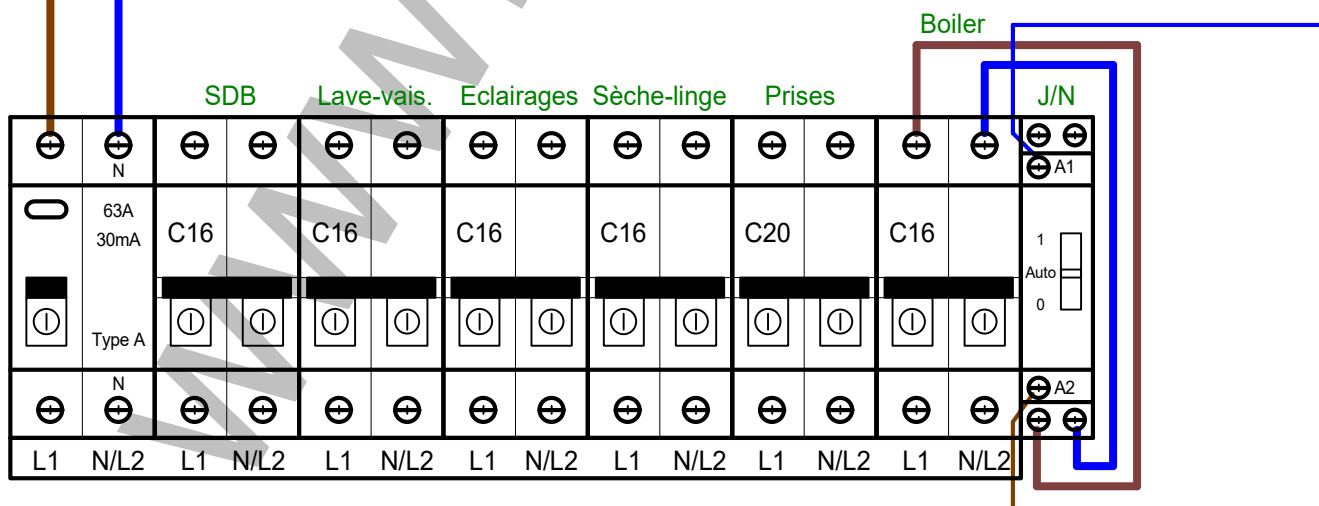 Boiler
SDB Lave-vais. Eclairages Sèche-linge Prises J/N
N A1
63A
30mA C16 C16 C16 C16 C20 C16 1
Auto
0
Type A
N A2
L1 N/L2 L1 N/L2 L1 N/L2 L1 N/L2 L1 N/L2 L1 N/L2 L1 N/L2
www